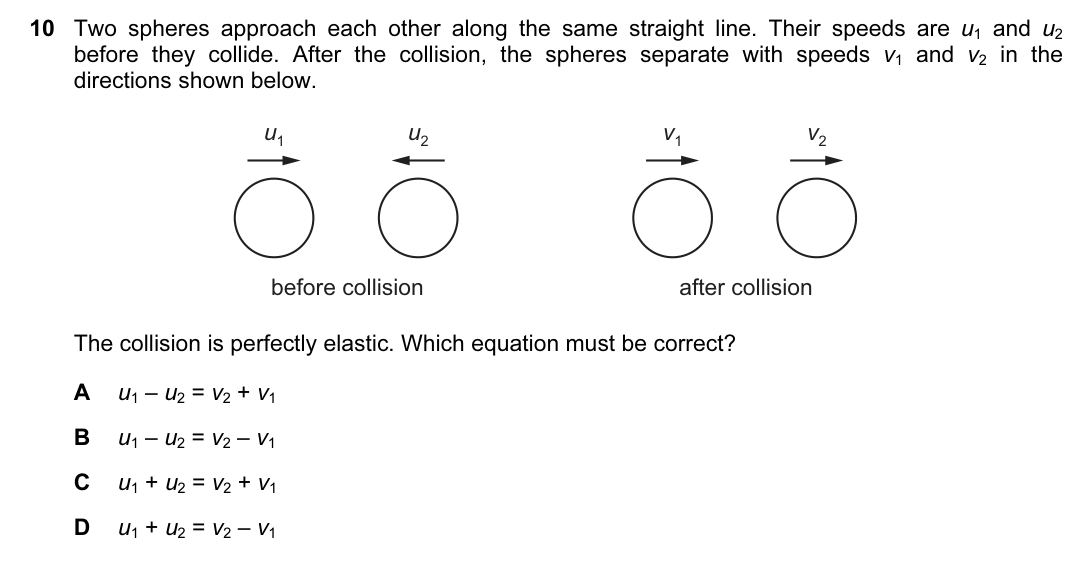 10 Two spheres approach each other along the same straight line. Their speeds are u₁ and u₂
before they collide. After the collision, the spheres separate with speeds v₁ and v₂ in the
directions shown below.
u₁ u₂ v₁ v₂
before collision after collision
The collision is perfectly elastic. Which equation must be correct?
A u₁ – u₂ = v₂ + v₁
B u₁ – u₂ = v₂ – v₁
C u₁ + u₂ = v₂ + v₁
D u₁ + u₂ = v₂ – v₁